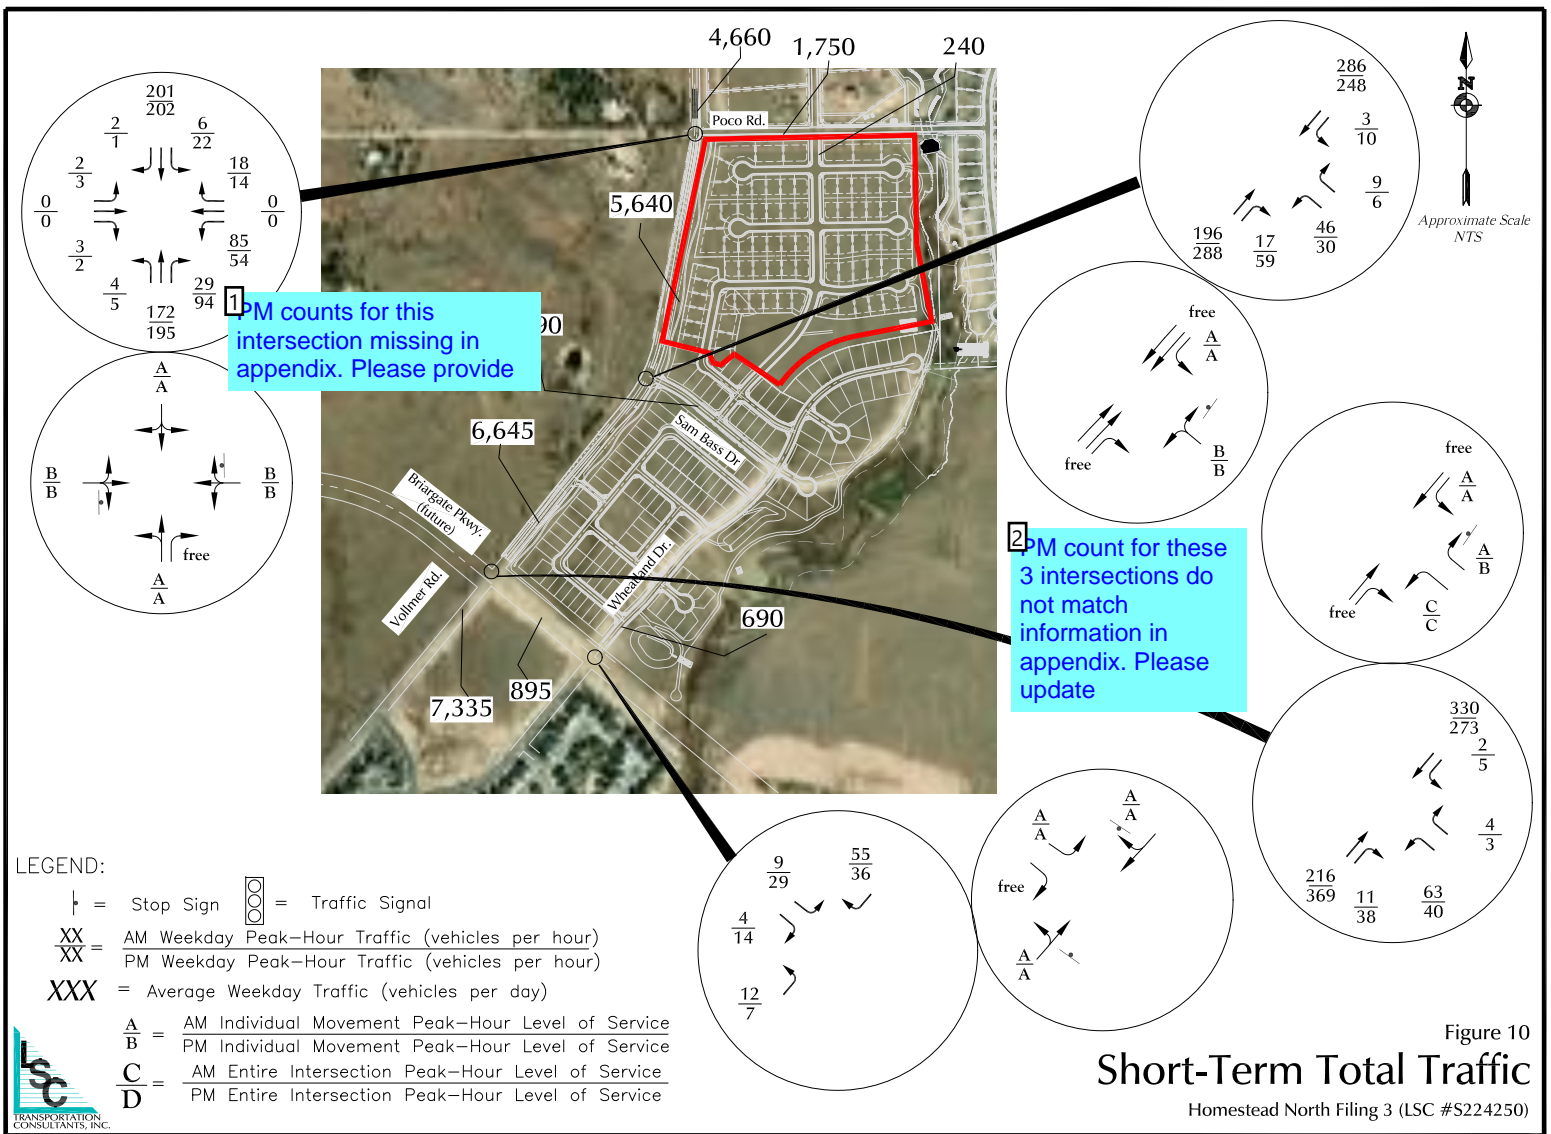 4,660
1,750
240
201
202
2
1
6
22
2
3
18
14
0
0
0
0
3
2
85
54
4
5
29
94
172
195
Poco Rd.
5,640
90
286
248
3
10
9
6
46
30
17
59
196
288
N
Approximate Scale
NTS
1
PM counts for this
intersection missing in
appendix. Please provide
A
A
B
B
B
B
free
A
A
free
A
A
B
B
free
Sam Bass Dr
6,645
Briargate Pkwy.
(future)
Vollmer Rd.
Wheatland Dr.
690
895
7,335
free
A
A
A
B
C
C
free
2
PM count for these
3 intersections do
not match
information in
appendix. Please
update
330
273
2
5
4
3
63
40
11
38
216
369
9
29
55
36
4
14
12
7
A
A
A
A
free
A
A
LEGEND:
= Stop Sign = Traffic Signal
XX
XX
= AM Weekday Peak-Hour Traffic (vehicles per hour)
PM Weekday Peak-Hour Traffic (vehicles per hour)
XXX = Average Weekday Traffic (vehicles per day)
A
B
= AM Individual Movement Peak-Hour Level of Service
PM Individual Movement Peak-Hour Level of Service
C
D
= AM Entire Intersection Peak-Hour Level of Service
PM Entire Intersection Peak-Hour Level of Service
LSC
TRANSPORTATION
CONSULTANTS, INC.
Figure 10
Short-Term Total Traffic
Homestead North Filing 3 (LSC #S224250)